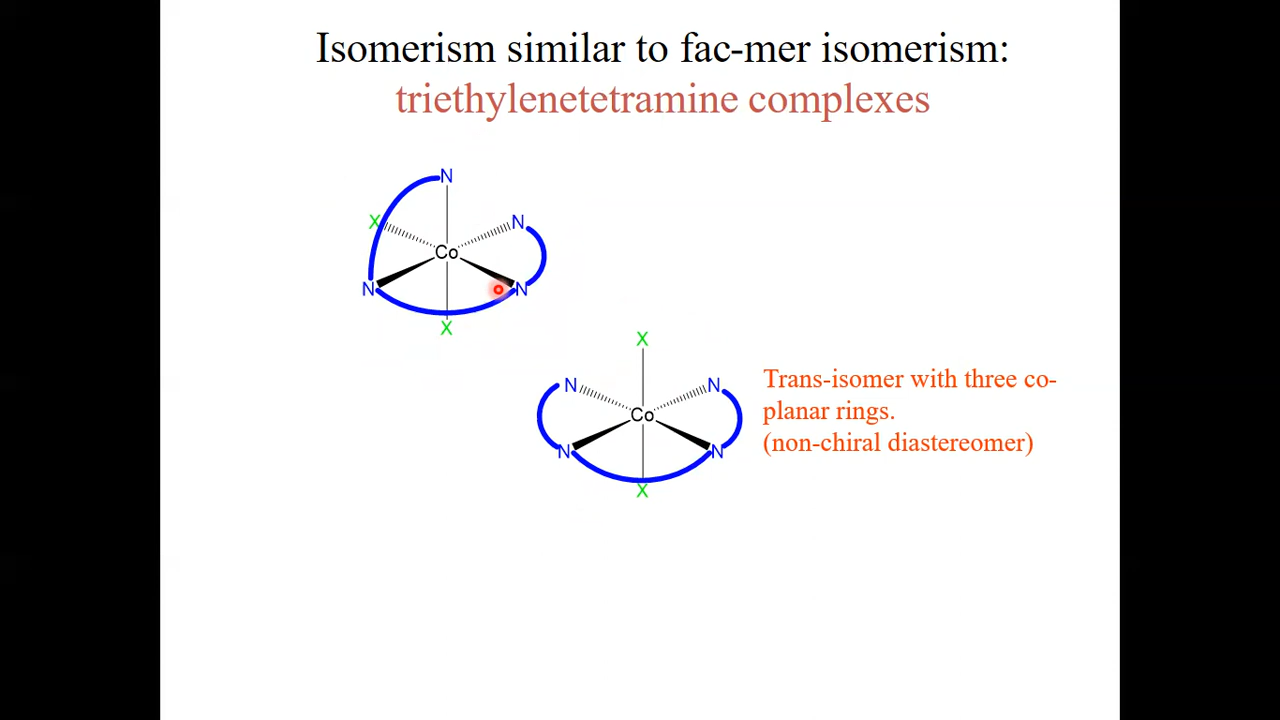 Isomerism similar to fac-mer isomerism:
triethylenetetramine complexes
N
X
N
Co
N
N
X
X
N
N
Co
N
N
X
Trans-isomer with three co-
planar rings.
(non-chiral diastereomer)